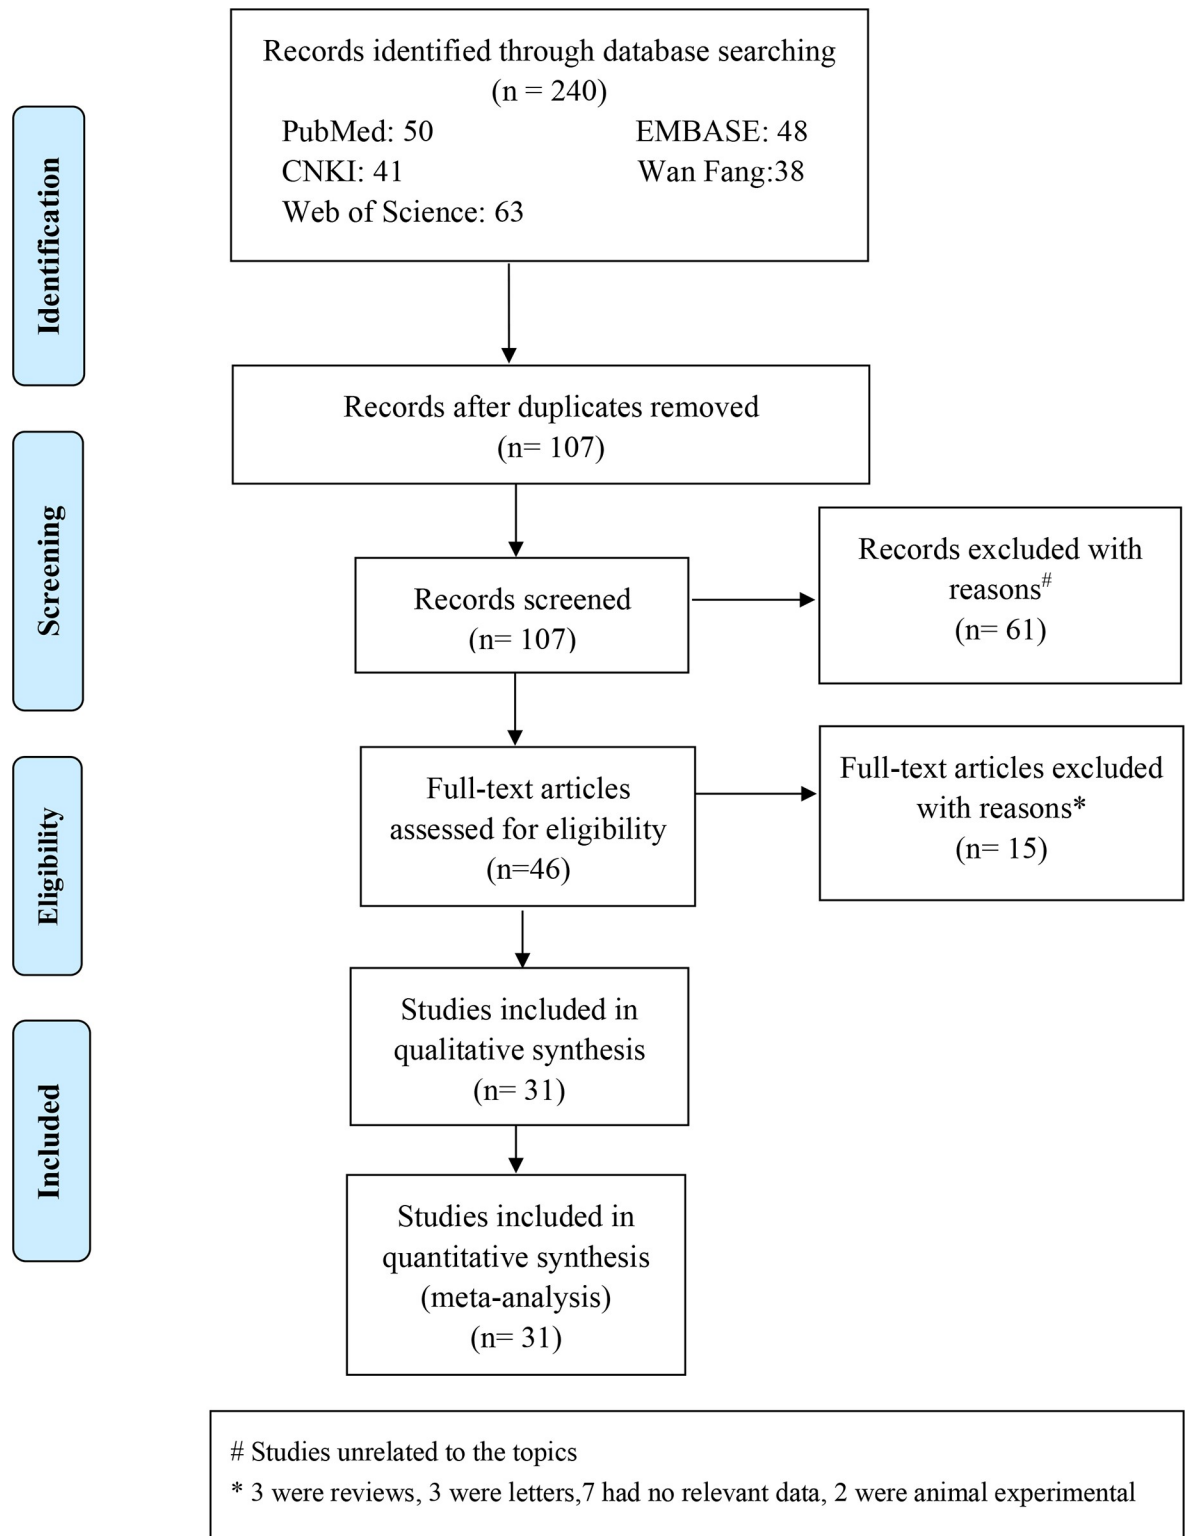 Records identified through database searching
(n = 240)
PubMed: 50 EMBASE: 48
CNKI: 41 Wan Fang:38
Web of Science: 63
Identification
Records after duplicates removed
(n= 107)
Screening
Records screened
(n= 107)
Records excluded with
reasons#
(n= 61)
Eligibility
Full-text articles
assessed for eligibility
(n=46)
Full-text articles excluded
with reasons*
(n= 15)
Included
Studies included in
qualitative synthesis
(n= 31)
Studies included in
quantitative synthesis
(meta-analysis)
(n= 31)
# Studies unrelated to the topics
* 3 were reviews, 3 were letters,7 had no relevant data, 2 were animal experimental